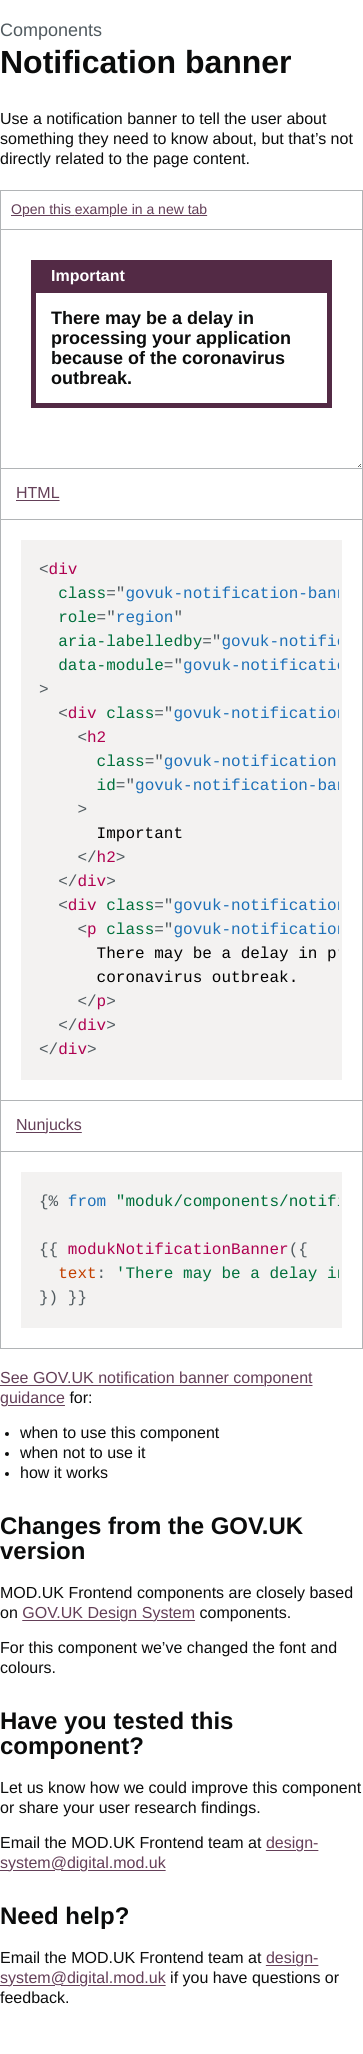 Components
Notification banner
Use a notification banner to tell the user about
something they need to know about, but that’s not
directly related to the page content.
Open this example in a new tab
Important
There may be a delay in
processing your application
because of the coronavirus
outbreak.
HTML
<div
class="govuk-notification-bann
role="region"
aria-labelledby="govuk-notific
data-module="govuk-notificatio
>
<div class="govuk-notification
<h2
class="govuk-notification
id="govuk-notification-ban
>
Important
</h2>
</div>
<div class="govuk-notification
<p class="govuk-notification
There may be a delay in pr
coronavirus outbreak.
</p>
</div>
</div>
Nunjucks
{% from "moduk/components/notifi
{{ modukNotificationBanner({
text: 'There may be a delay in
}) }}
See GOV.UK notification banner component
guidance for:
• when to use this component
• when not to use it
• how it works
Changes from the GOV.UK
version
MOD.UK Frontend components are closely based
on GOV.UK Design System components.
For this component we’ve changed the font and
colours.
Have you tested this
component?
Let us know how we could improve this component
or share your user research findings.
Email the MOD.UK Frontend team at design-
system@digital.mod.uk
Need help?
Email the MOD.UK Frontend team at design-
system@digital.mod.uk if you have questions or
feedback.